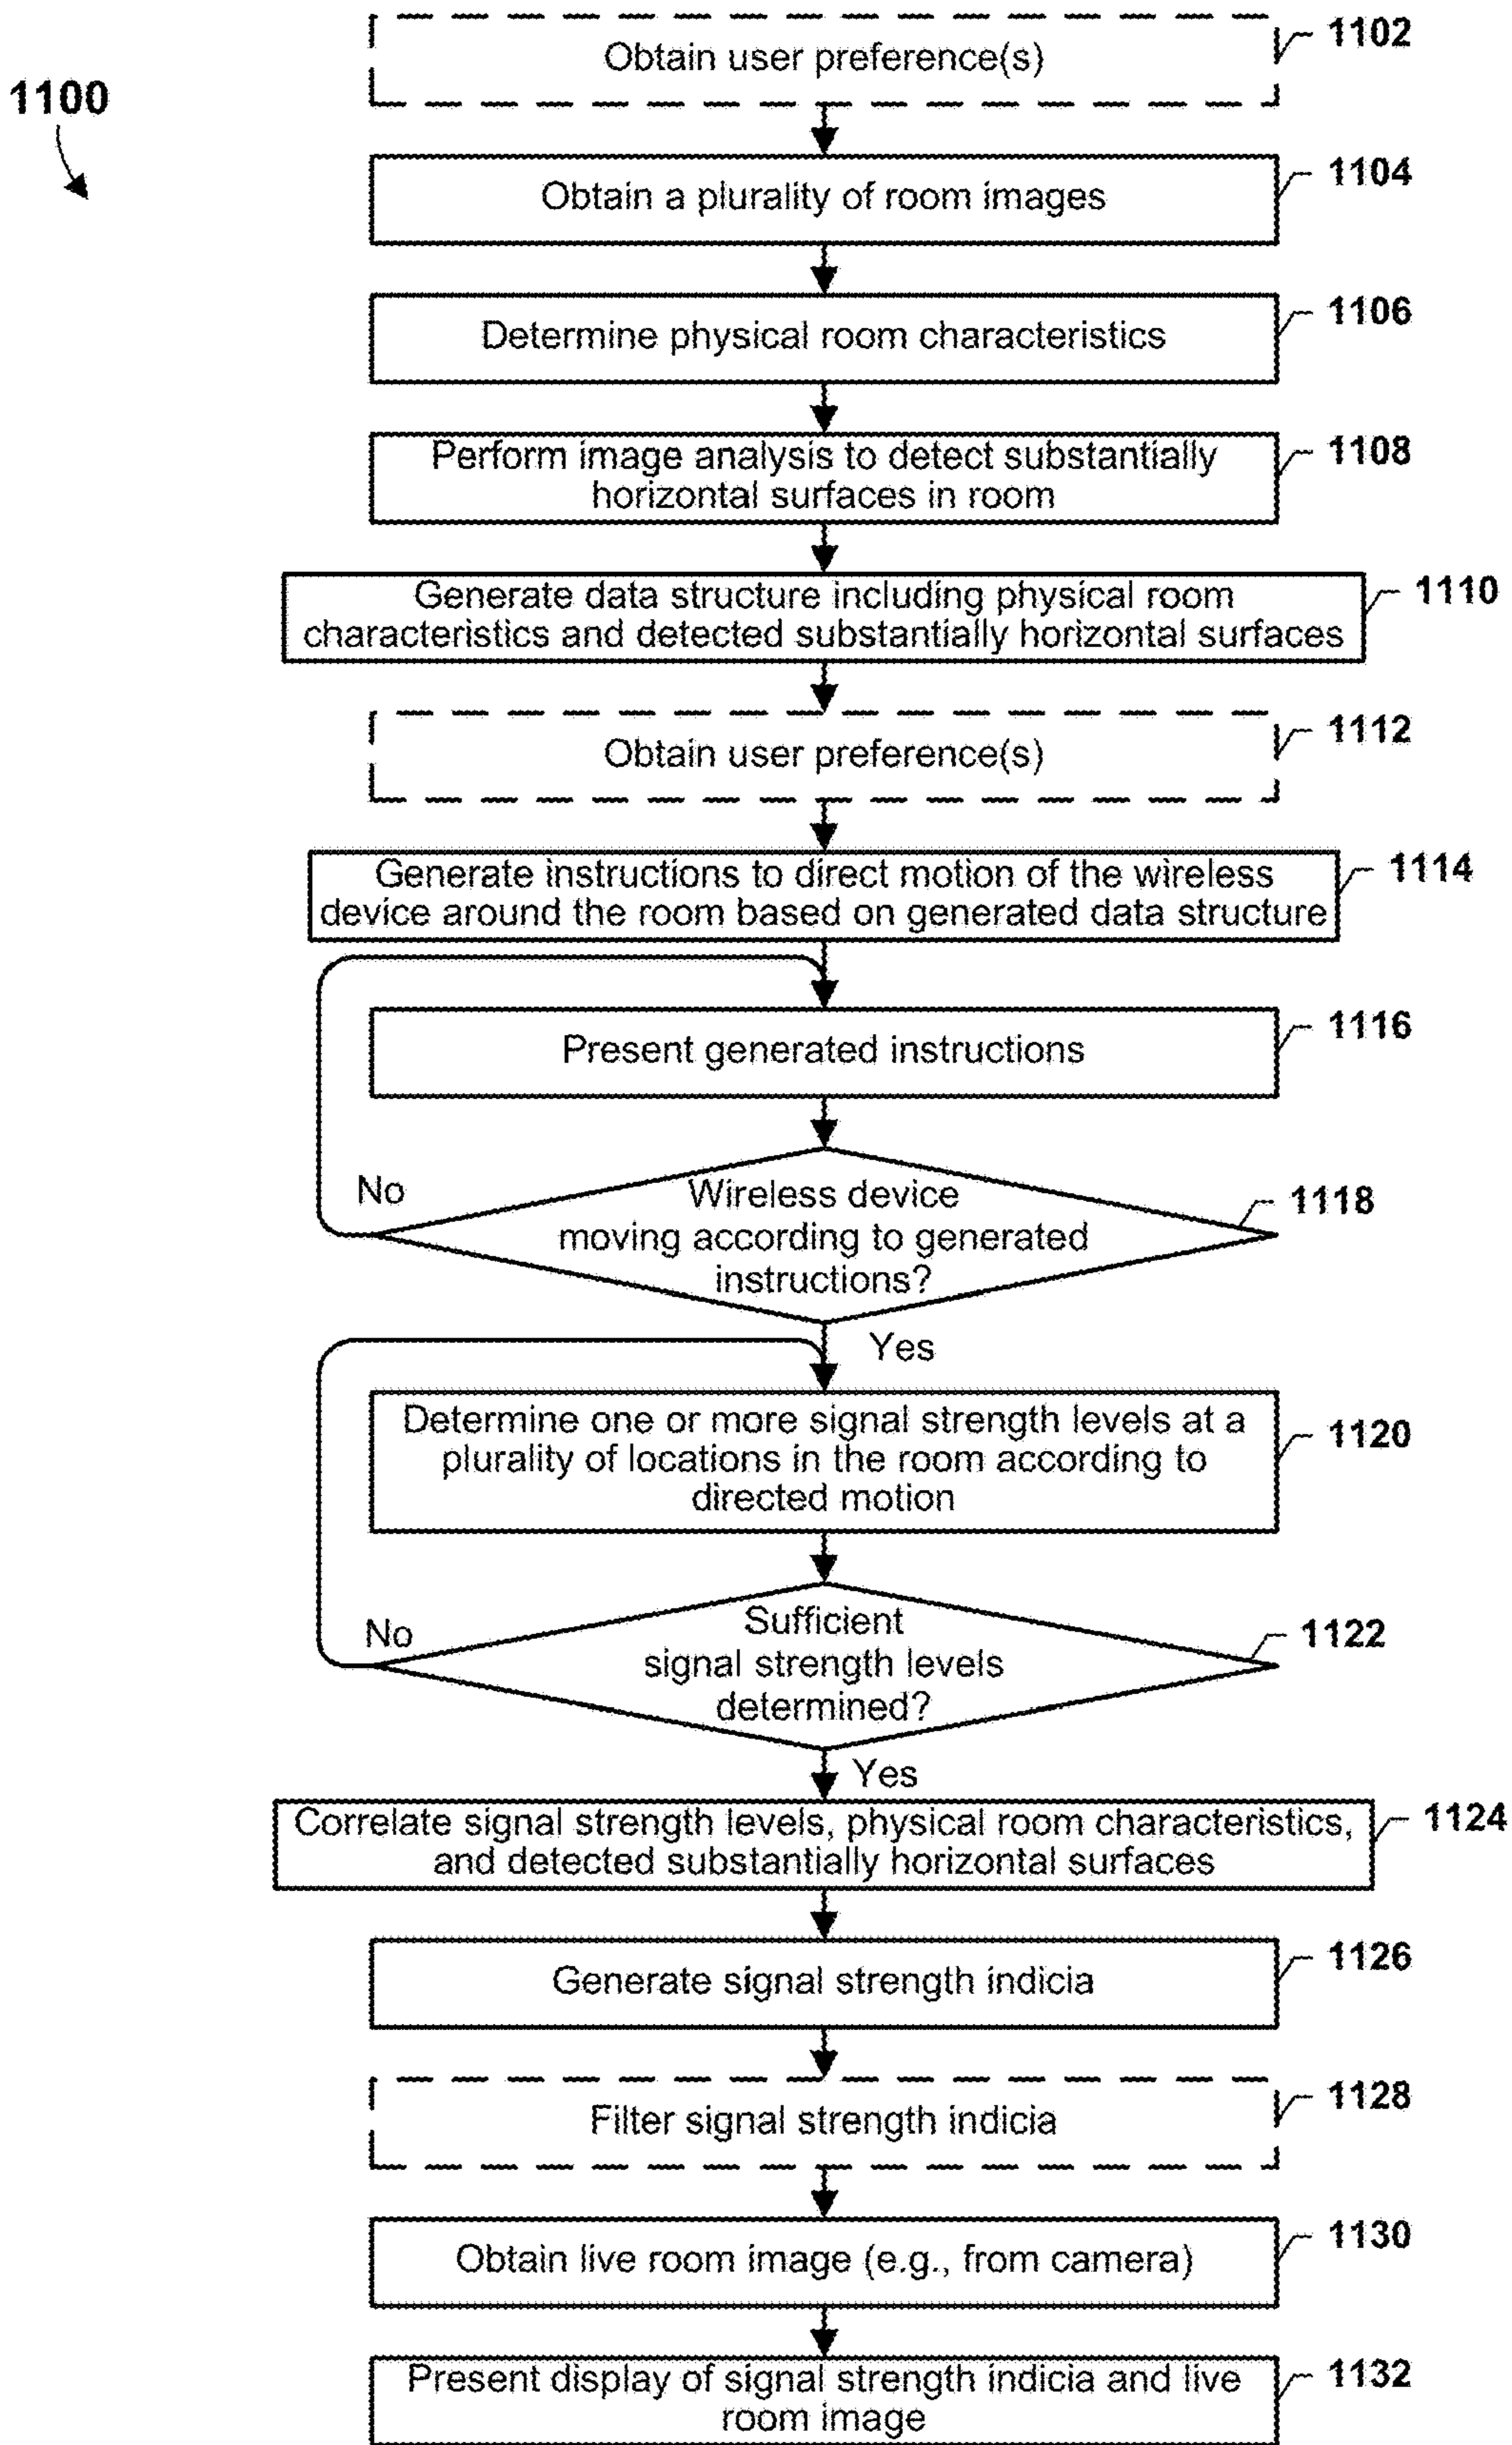 1100
Obtain user preference(s)
1102
Obtain a plurality of room images
1104
Determine physical room characteristics
1106
Perform image analysis to detect substantially
horizontal surfaces in room
1108
Generate data structure including physical room
characteristics and detected substantially horizontal surfaces
1110
Obtain user preference(s)
1112
Generate instructions to direct motion of the wireless
device around the room based on generated data structure
1114
Present generated instructions
1116
No
Wireless device
moving according to generated
instructions?
1118
Yes
Determine one or more signal strength levels at a
plurality of locations in the room according to
directed motion
1120
No
Sufficient
signal strength levels
determined?
1122
Yes
Correlate signal strength levels, physical room characteristics,
and detected substantially horizontal surfaces
1124
Generate signal strength indicia
1126
Filter signal strength indicia
1128
Obtain live room image (e.g., from camera)
1130
Present display of signal strength indicia and live
room image
1132